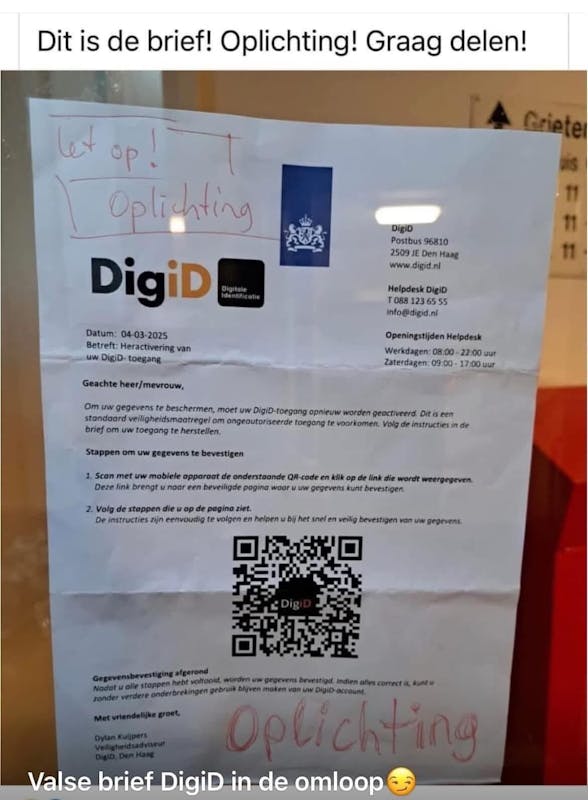 Dit is de brief! Oplichting! Graag delen!
Let op!
Oplichting
DigiD
Digitale
Identificatie
DigiD
Postbus 96810
2509 JE Den Haag
www.digid.nl
Helpdesk DigiD
T 088 123 65 55
info@digid.nl
Openingstijden Helpdesk
Werkdagen: 08:00 - 22:00 uur
Zaterdagen: 09:00 - 17:00 uur
Datum: 04-03-2025
Betreft: Heractivering van
uw DigiD- toegang
Geachte heer/mevrouw,
Om uw gegevens te beschermen, moet uw DigiD-toegang opnieuw worden geactiveerd. Dit is een
standaard veiligheidsmaatregel om ongeautoriseerde toegang te voorkomen. Volg de instructies in de
brief om uw toegang te herstellen.
Stappen om uw gegevens te bevestigen
1. Scan met uw mobiele apparaat de onderstaande QR-code en klik op de link die wordt weergegeven.
Deze link brengt u naar een beveiligde pagina waar u uw gegevens kunt bevestigen.
2. Volg de stappen die u op de pagina ziet.
De instructies zijn eenvoudig te volgen en helpen u bij het snel en veilig bevestigen van uw gegevens.
DigiD
Gegevensbevestiging afgerond
Nadat u alle stappen hebt voltooid, worden uw gegevens bevestigd. Indien alles correct is, kunt u
zonder verdere onderbrekingen gebruik blijven maken van uw DigiD-account.
Met vriendelijke groet,
Dylan Kuijpers
Veiligheidsadviseur
DigiD, Den Haag
Oplichting
Grieter
uis
11
11
11
Valse brief DigiD in de omloop😏